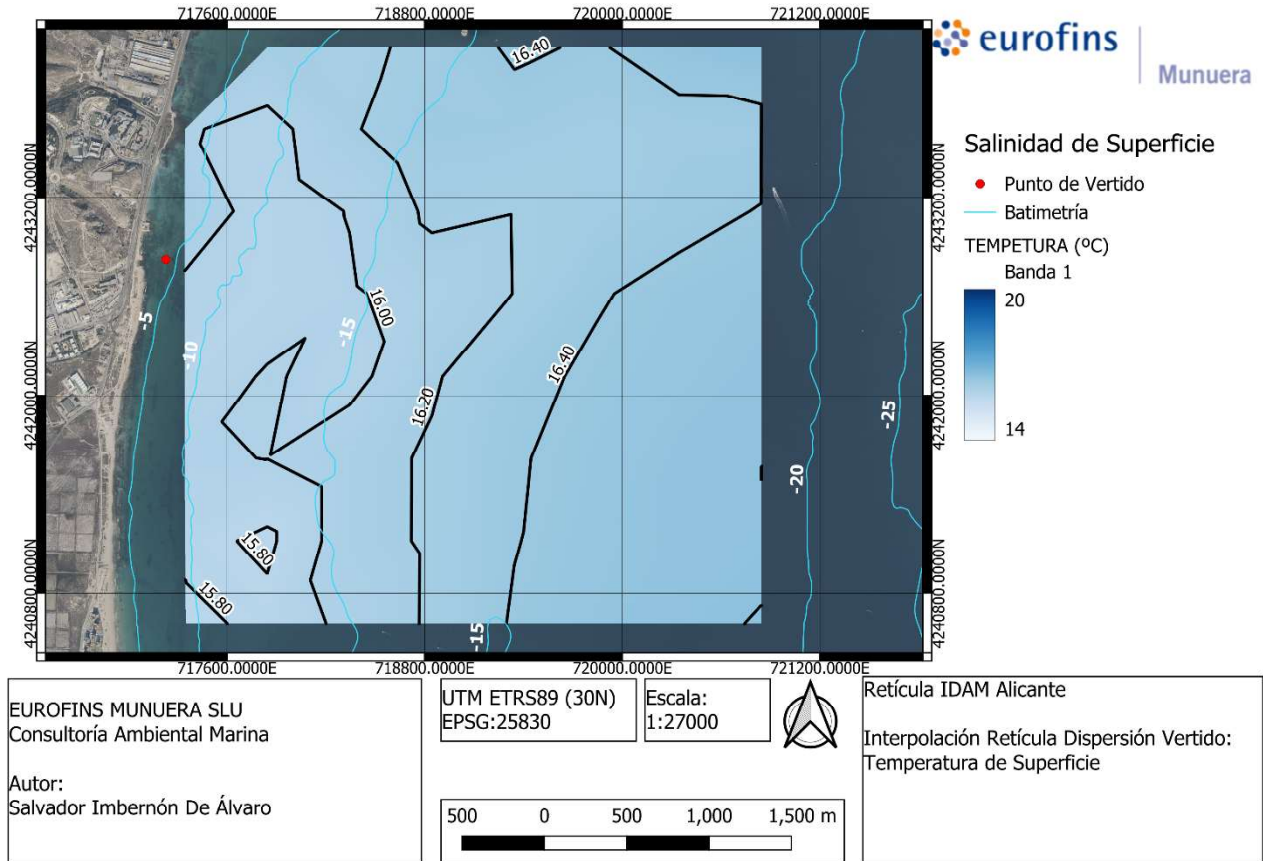 717600.0000E 718800.0000E 720000.0000E 721200.0000E
eurofins
Munuera
Salinidad de Superficie
Punto de Vertido
Batimetría
TEMPETURA (ºC)
Banda 1
20
14
4243200.0000N
4242000.0000N
4240800.0000N
16.40
16.00
16.20
16.40
15.80
15.80
-5
-10
-15
-15
-20
-25
4243200.0000N
4242000.0000N
4240800.0000N
717600.0000E 718800.0000E 720000.0000E 721200.0000E
EUROFINS MUNUERA SLU
Consultoría Ambiental Marina
Autor:
Salvador Imbernón De Álvaro
UTM ETRS89 (30N)
EPSG:25830
Escala:
1:27000
500 0 500 1,000 1,500 m
Retícula IDAM Alicante
Interpolación Retícula Dispersión Vertido:
Temperatura de Superficie